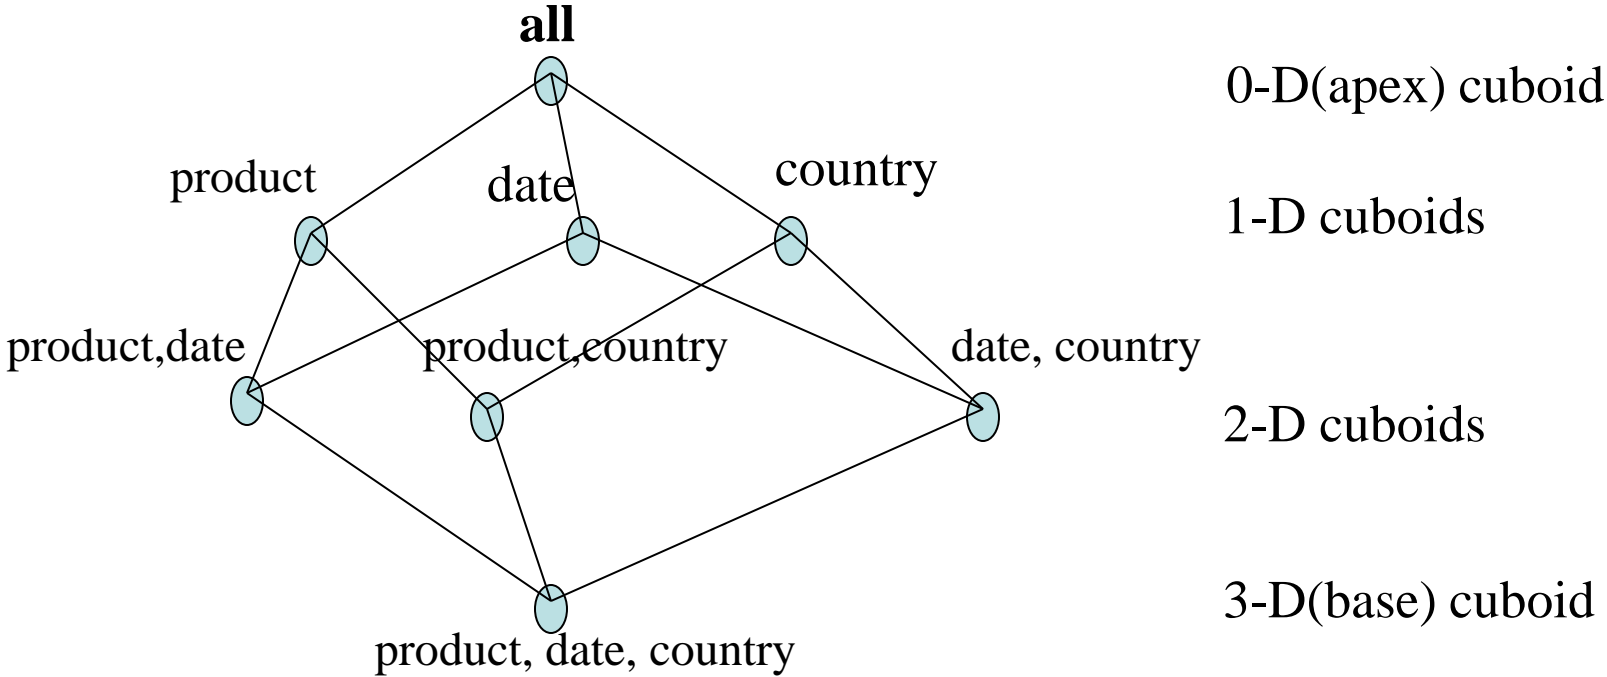 all
0-D(apex) cuboid
product
date
country
1-D cuboids
product,date
product,country
date, country
2-D cuboids
3-D(base) cuboid
product, date, country